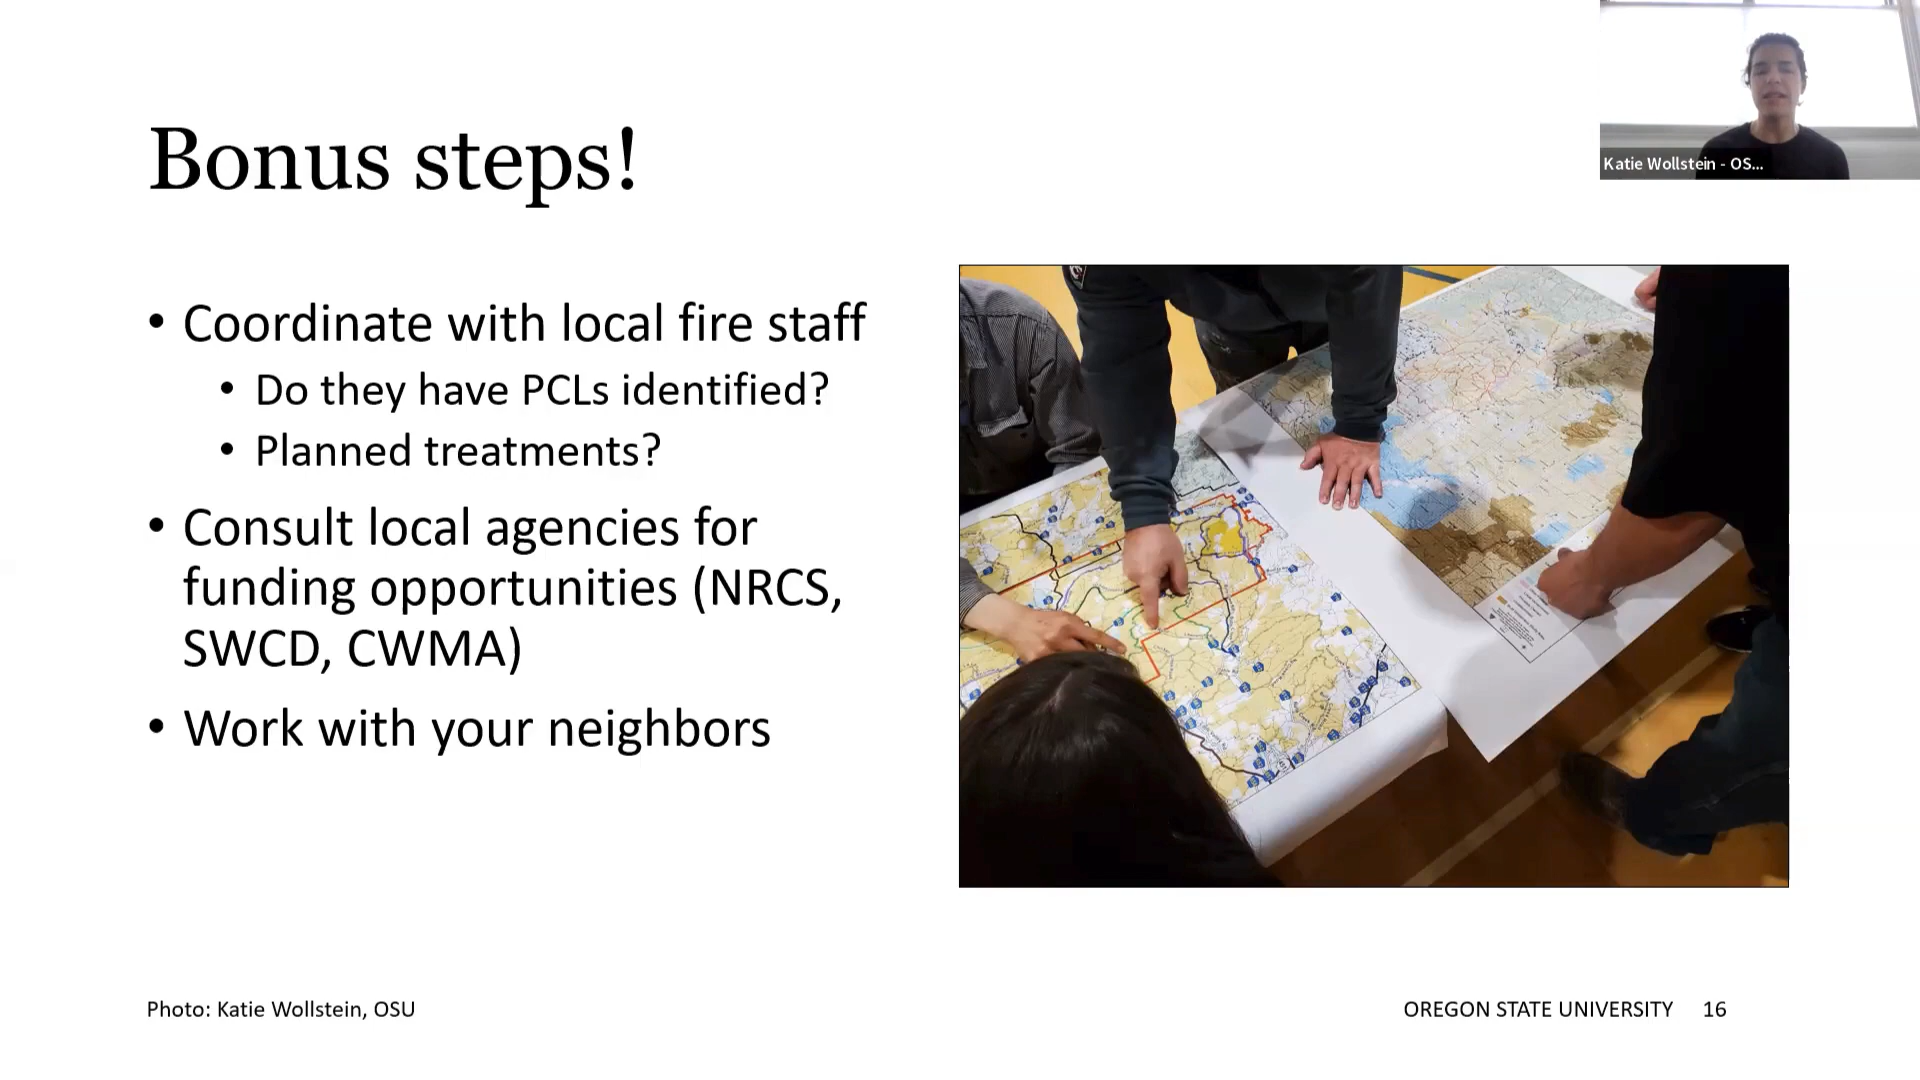 Katie Wollstein - OS...
Bonus steps!
• Coordinate with local fire staff
• Do they have PCLs identified?
• Planned treatments?
• Consult local agencies for
funding opportunities (NRCS,
SWCD, CWMA)
• Work with your neighbors
Photo: Katie Wollstein, OSU
OREGON STATE UNIVERSITY 16